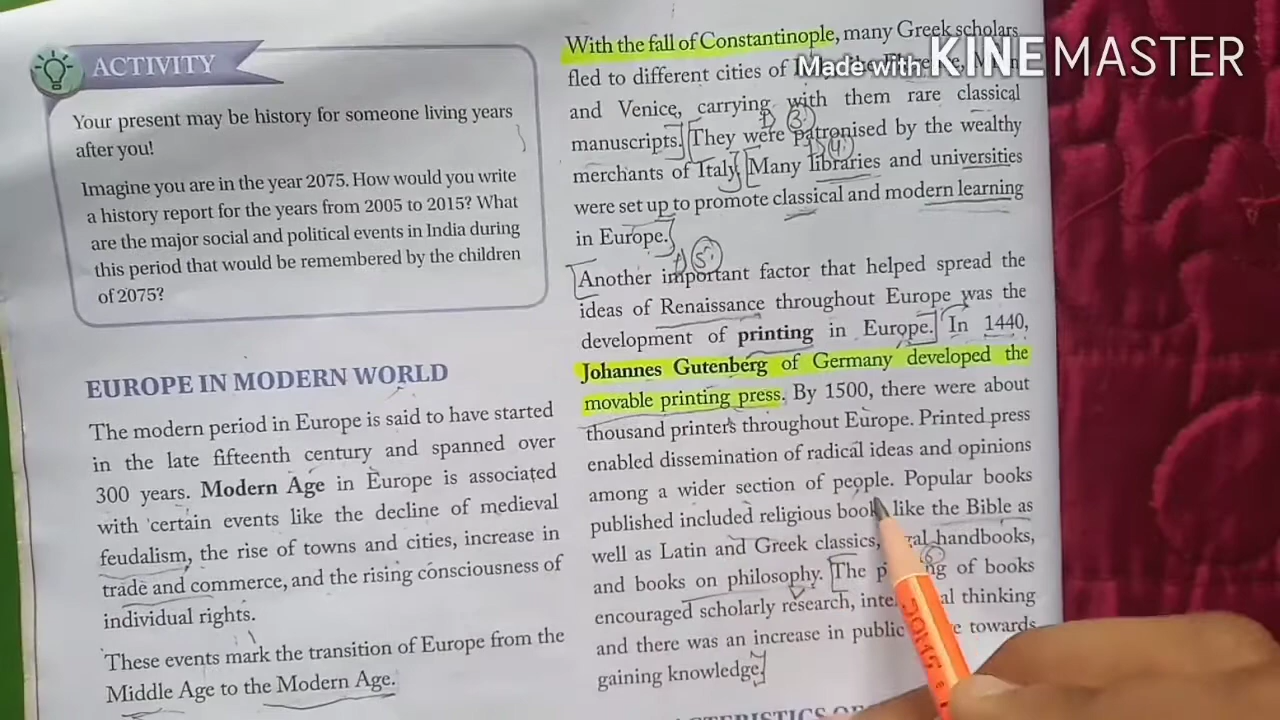 ACTIVITY
Your present may be history for someone living years
after you!
Imagine you are in the year 2075. How would you write
a history report for the years from 2005 to 2015? What
are the major social and political events in India during
this period that would be remembered by the children
of 2075?
EUROPE IN MODERN WORLD
The modern period in Europe is said to have started
in the late fifteenth century and spanned over
300 years. Modern Age in Europe is associated
with certain events like the decline of medieval
feudalism, the rise of towns and cities, increase in
trade and commerce, and the rising consciousness of
individual rights.
These events mark the transition of Europe from the
Middle Age to the Modern Age.
With the fall of Constantinople, many Greek scholars
fled to different cities of
and Venice, carrying with them rare classical
manuscripts. They were patronised by the wealthy
merchants of Italy. Many libraries and universities
were set up to promote classical and modern learning
in Europe.
Another important factor that helped spread the
ideas of Renaissance throughout Europe was the
development of printing in Europe. In 1440,
Johannes Gutenberg of Germany developed the
movable printing press. By 1500, there were about
thousand printers throughout Europe. Printed press
enabled dissemination of radical ideas and opinions
among a wider section of people. Popular books
published included religious book like the Bible as
well as Latin and Greek classics, handbooks,
and books on philosophy. The of books
encouraged scholarly research, thinking
and there was an increase in public towards
gaining knowledge.
Made with KINEMASTER
3
4
5
6
DOMS